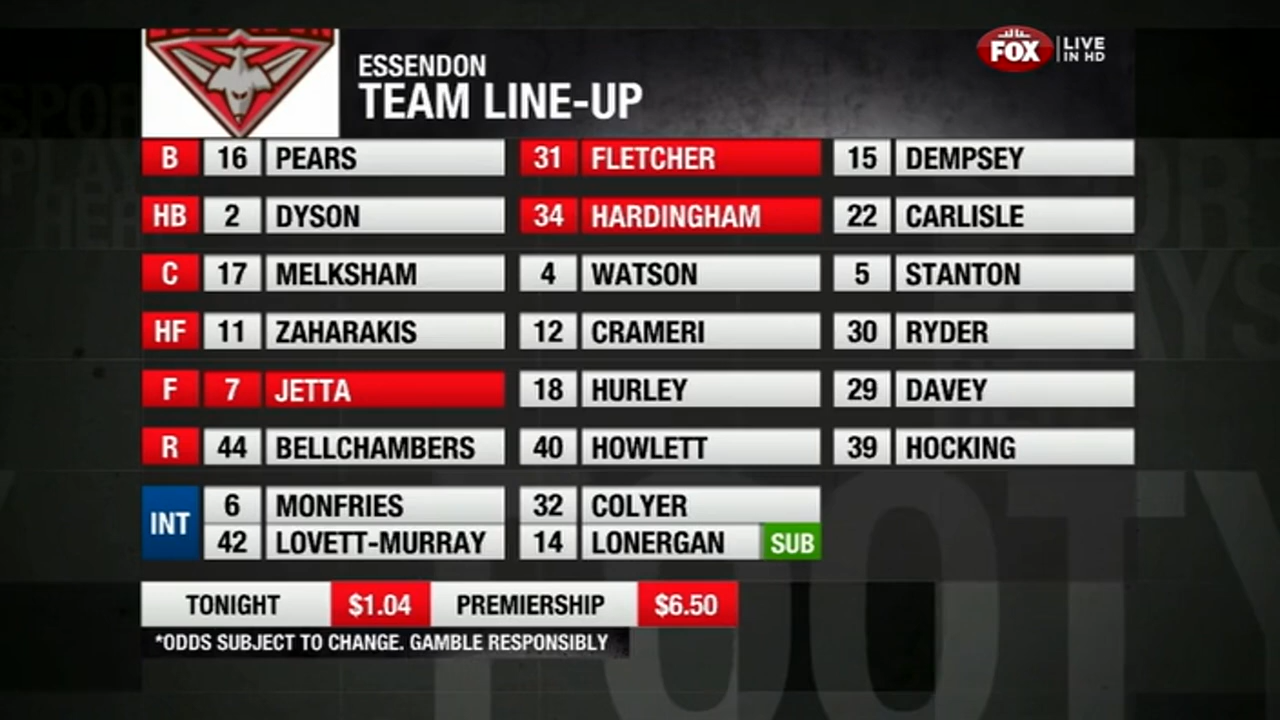 ESSENDON
TEAM LINE-UP
FOX LIVE IN HD
B 16 PEARS 31 FLETCHER 15 DEMPSEY
HB 2 DYSON 34 HARDINGHAM 22 CARLISLE
C 17 MELKSHAM 4 WATSON 5 STANTON
HF 11 ZAHARAKIS 12 CRAMERI 30 RYDER
F 7 JETTA 18 HURLEY 29 DAVEY
R 44 BELLCHAMBERS 40 HOWLETT 39 HOCKING
INT 6 MONFRIES 32 COLYER
42 LOVETT-MURRAY 14 LONERGAN SUB
TONIGHT $1.04 PREMIERSHIP $6.50
*ODDS SUBJECT TO CHANGE. GAMBLE RESPONSIBLY